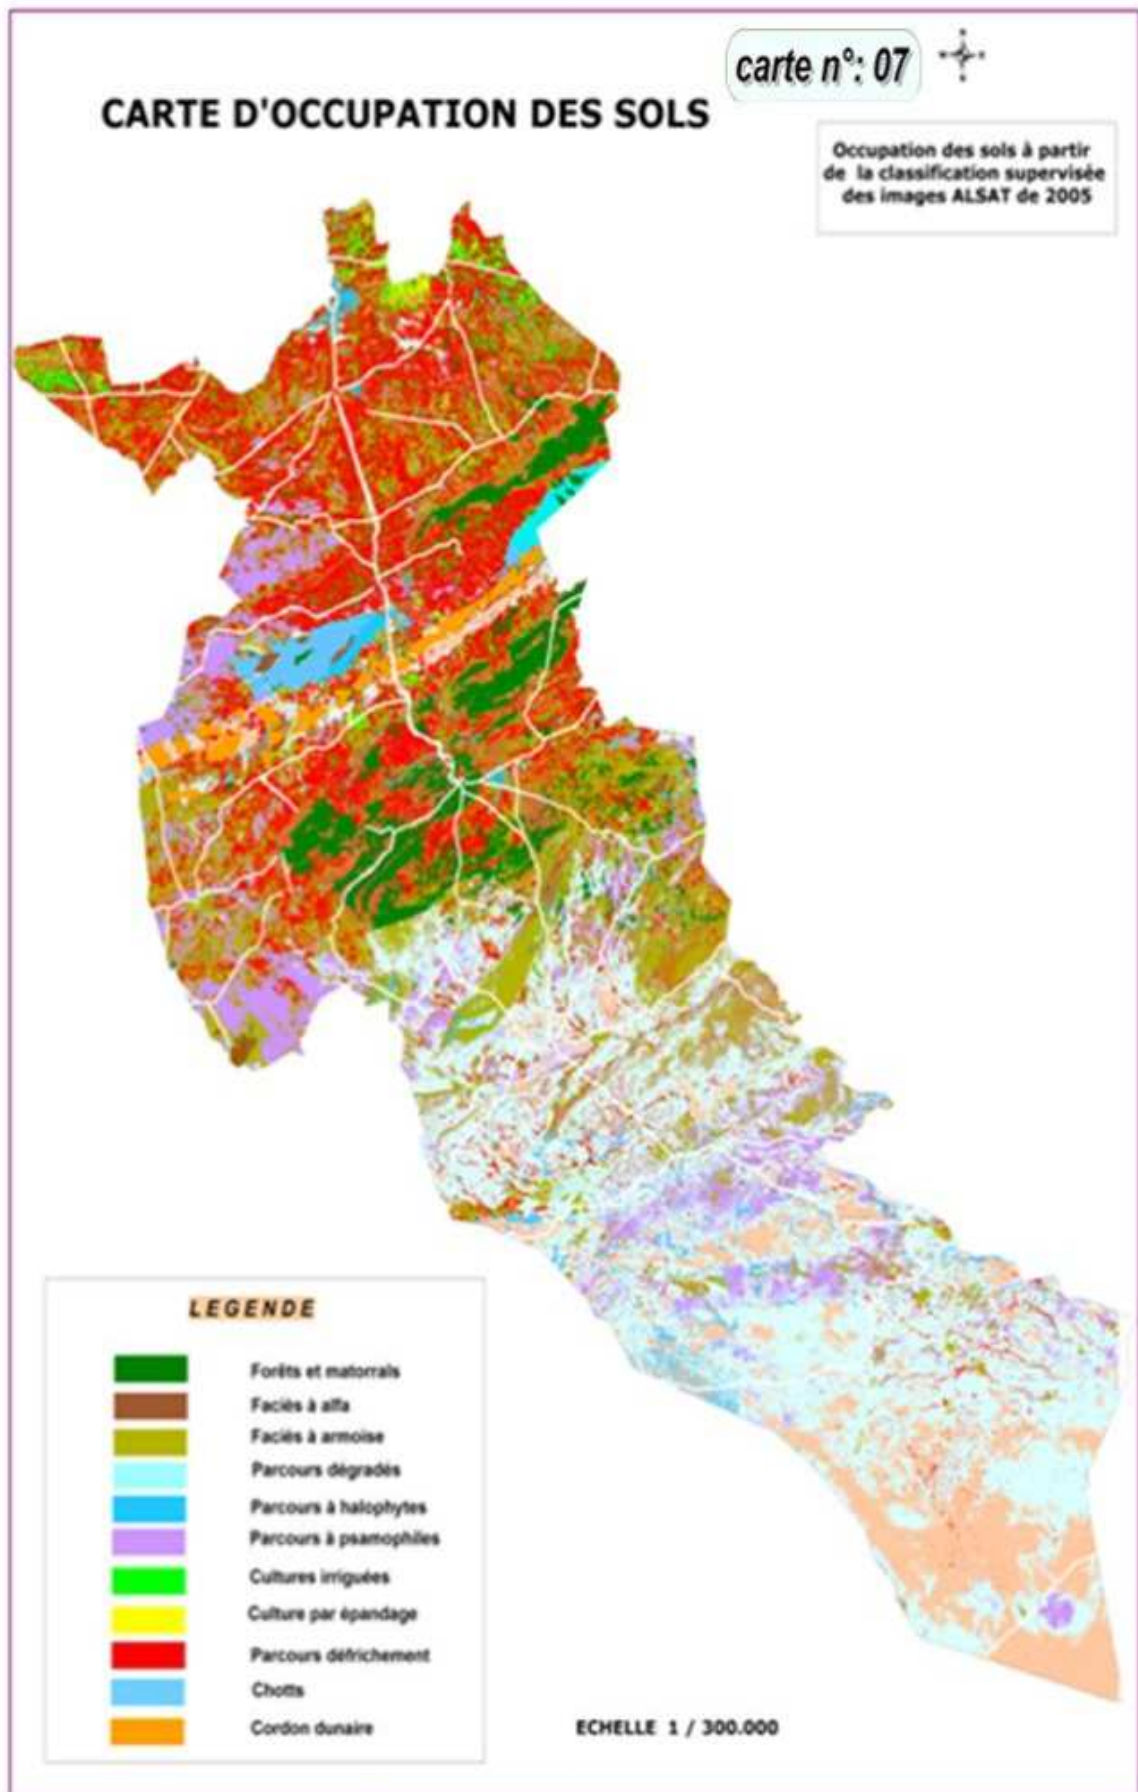 carte n°: 07
CARTE D'OCCUPATION DES SOLS
Occupation des sols à partir
de la classification supervisée
des images ALSAT de 2005
LEGENDE
Forêts et matorrals
Faciès à alfa
Faciès à armoise
Parcours dégradés
Parcours à halophytes
Parcours à psamophiles
Cultures irriguées
Culture par épandage
Parcours défrichement
Chotts
Cordon dunaire
ECHELLE 1 / 300.000